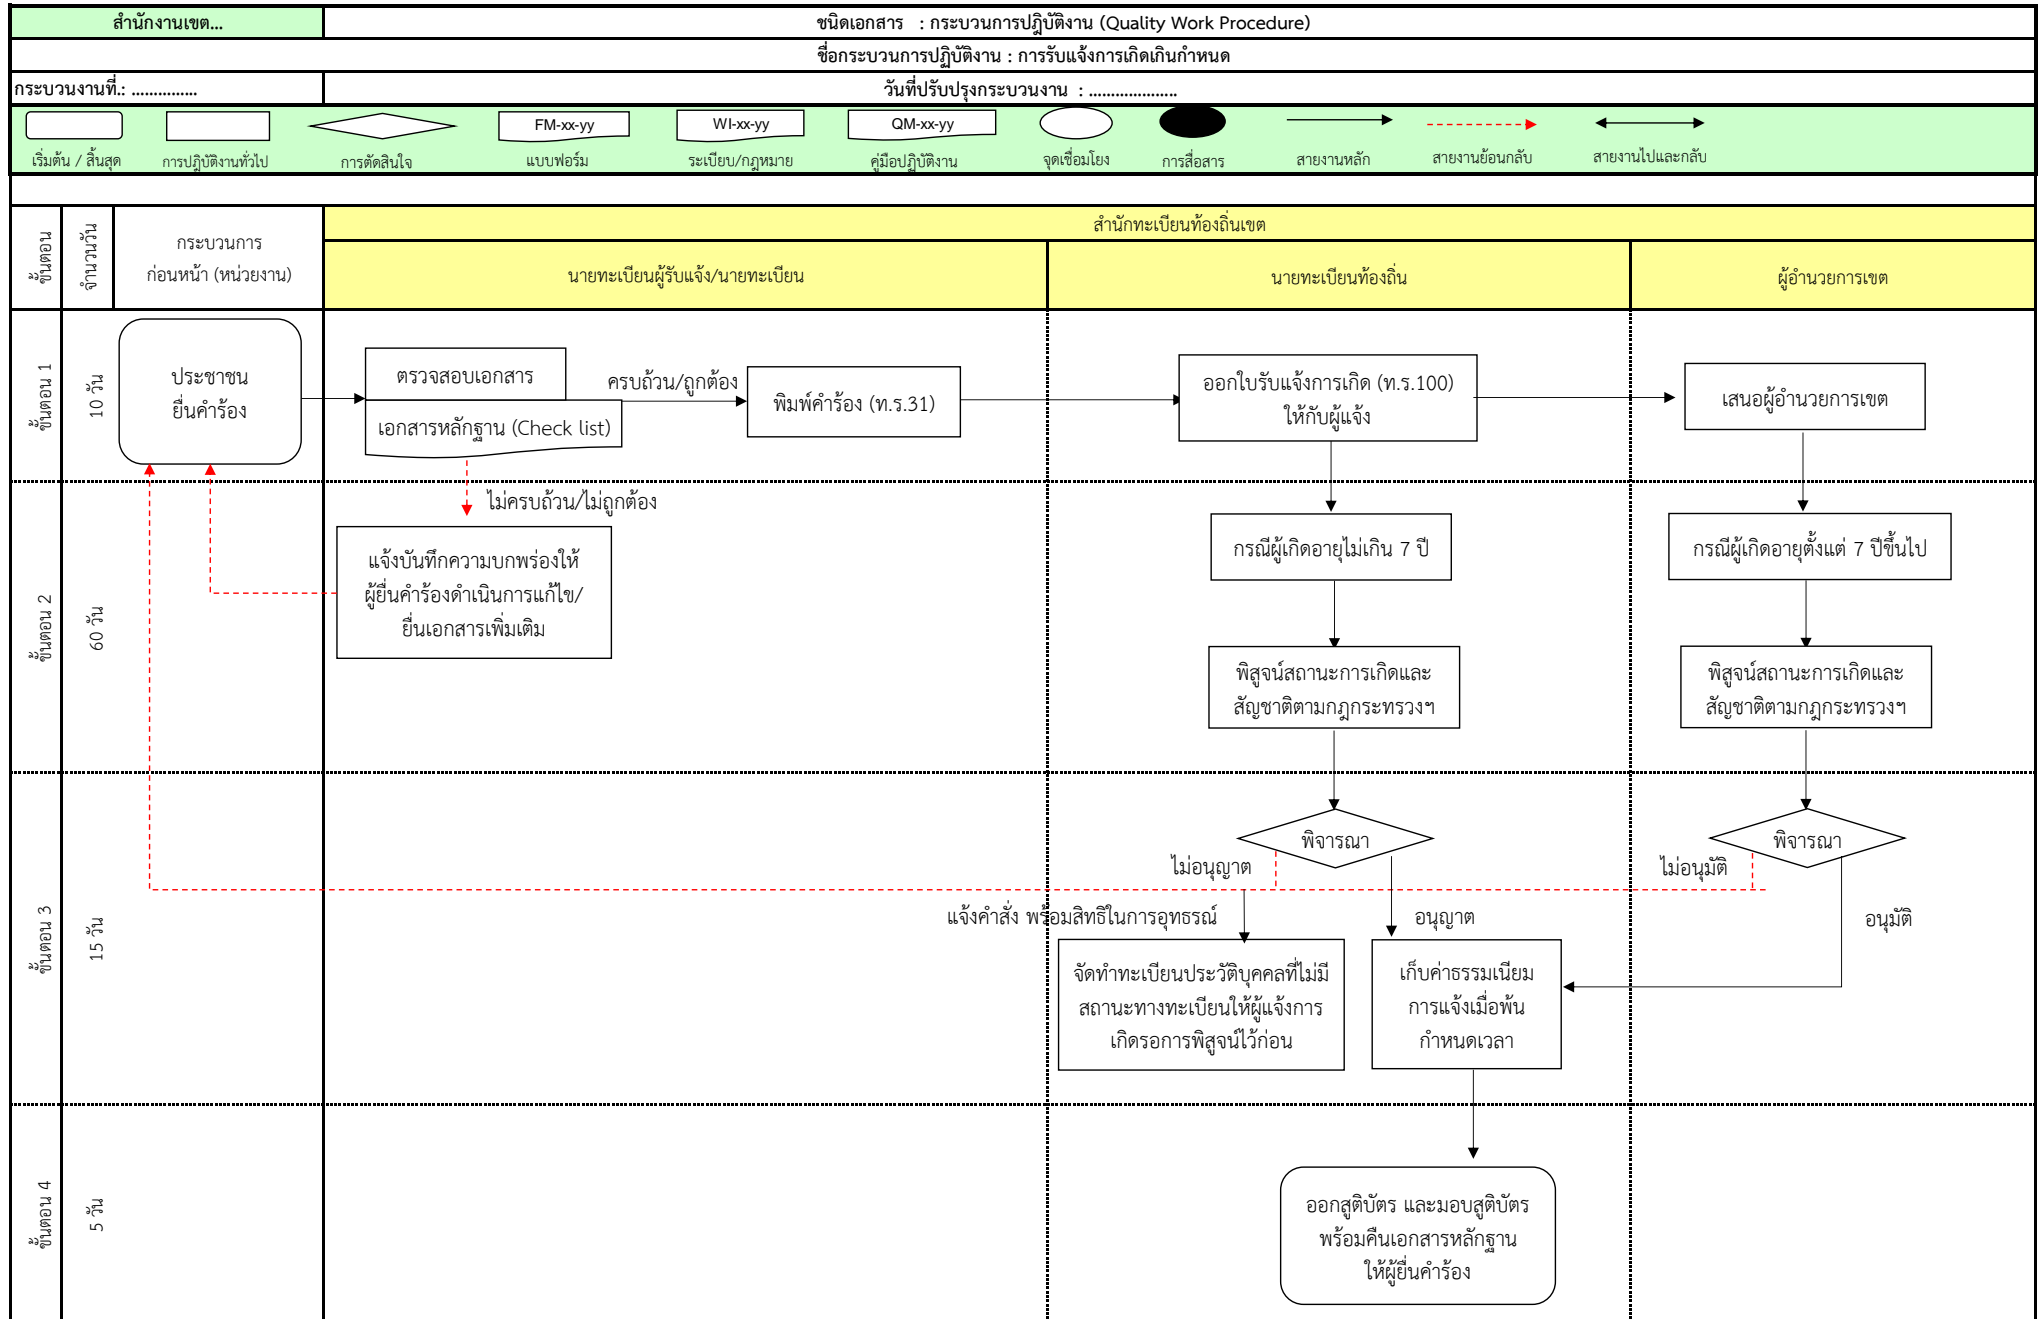 สำนักงานเขต...
ชนิดเอกสาร : กระบวนการปฎิบัติงาน (Quality Work Procedure)
ชื่อกระบวนการปฏิบัติงาน : การรับแจ้งการเกิดเกินกำหนด
กระบวนงานที่.: ...............
วันที่ปรับปรุงกระบวนงาน : ....................
FM-xx-yy
WI-xx-yy
QM-xx-yy
เริ่มต้น / สิ้นสุด
การปฏิบัติงานทั่วไป
การตัดสินใจ
แบบฟอร์ม
ระเบียบ/กฎหมาย
คู่มือปฏิบัติงาน
จุดเชื่อมโยง
การสื่อสาร
สายงานหลัก
สายงานย้อนกลับ
สายงานไปและกลับ
ขั้นตอน
จำนวนวัน
กระบวนการ
ก่อนหน้า (หน่วยงาน)
สำนักทะเบียนท้องถิ่นเขต
นายทะเบียนผู้รับแจ้ง/นายทะเบียน
นายทะเบียนท้องถิ่น
ผู้อำนวยการเขต
ขั้นตอน 1
10 วัน
ประชาชน
ยื่นคำร้อง
ตรวจสอบเอกสาร
เอกสารหลักฐาน (Check list)
ครบถ้วน/ถูกต้อง
พิมพ์คำร้อง (ท.ร.31)
ออกใบรับแจ้งการเกิด (ท.ร.100)
ให้กับผู้แจ้ง
เสนอผู้อำนวยการเขต
ขั้นตอน 2
60 วัน
ไม่ครบถ้วน/ไม่ถูกต้อง
แจ้งบันทึกความบกพร่องให้
ผู้ยื่นคำร้องดำเนินการแก้ไข/
ยื่นเอกสารเพิ่มเติม
กรณีผู้เกิดอายุไม่เกิน 7 ปี
กรณีผู้เกิดอายุตั้งแต่ 7 ปีขึ้นไป
พิสูจน์สถานะการเกิดและ
สัญชาติตามกฎกระทรวงฯ
พิสูจน์สถานะการเกิดและ
สัญชาติตามกฎกระทรวงฯ
ขั้นตอน 3
15 วัน
พิจารณา
พิจารณา
ไม่อนุญาต
ไม่อนุมัติ
แจ้งคำสั่ง พร้อมสิทธิในการอุทธรณ์
อนุญาต
อนุมัติ
จัดทำทะเบียนประวัติบุคคลที่ไม่มี
สถานะทางทะเบียนให้ผู้แจ้งการ
เกิดรอการพิสูจน์ไว้ก่อน
เก็บค่าธรรมเนียม
การแจ้งเมื่อพ้น
กำหนดเวลา
ขั้นตอน 4
5 วัน
ออกสูติบัตร และมอบสูติบัตร
พร้อมคืนเอกสารหลักฐาน
ให้ผู้ยื่นคำร้อง